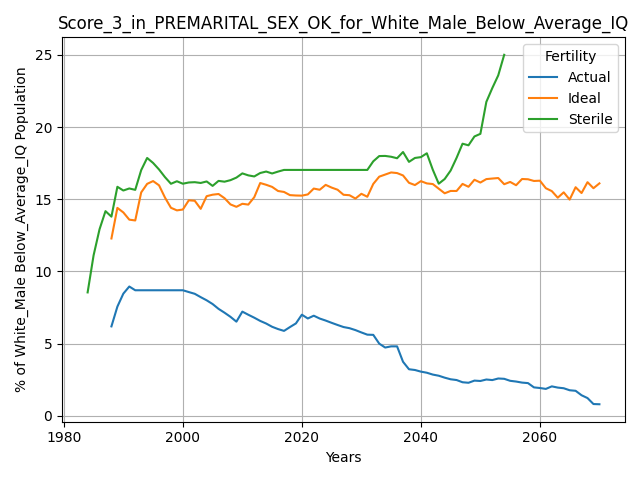 Score_3_in_PREMARITAL_SEX_OK_for_White_Male_Below_Average_IQ
% of White_Male Below_Average_IQ Population
25
20
15
10
5
0
1980
2000
2020
2040
2060
Years
Fertility
Actual
Ideal
Sterile